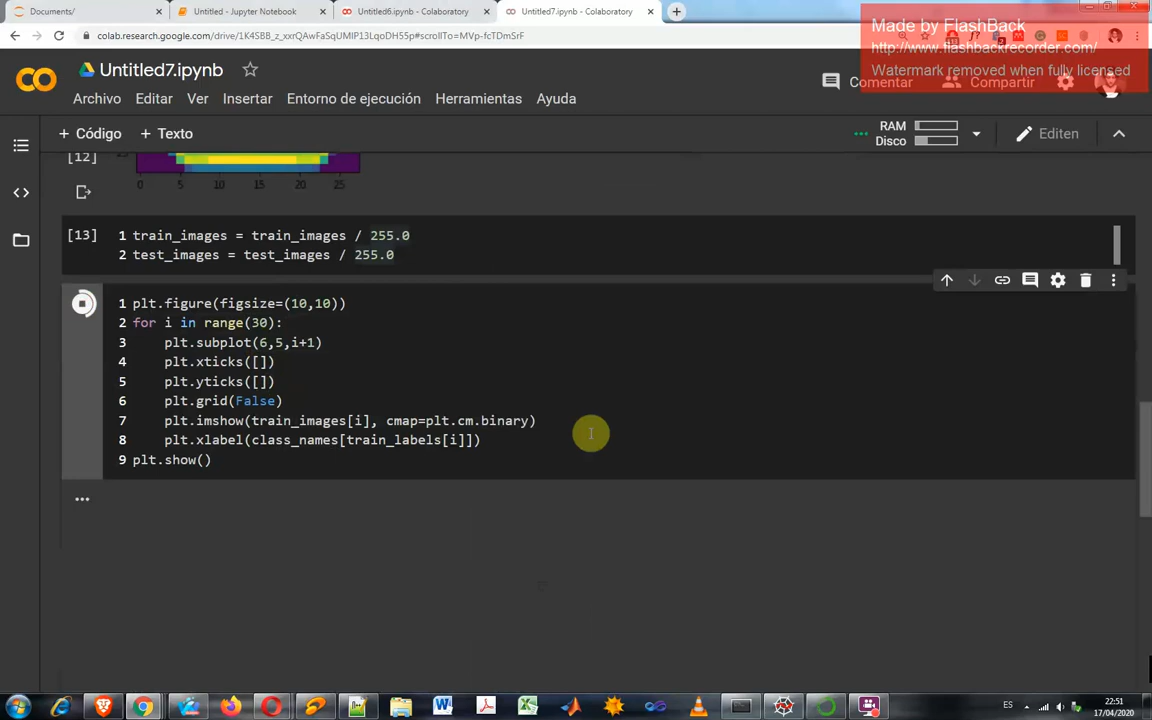 Documents/
Untitled - Jupyter Notebook
Untitled6.ipynb - Colaboratory
Untitled7.ipynb - Colaboratory
Made by FlashBack
http://www.flashbackrecorder.com/
Watermark removed when fully licensed
colab.research.google.com/drive/1K4SBB_z_xxrQAwFaSqUMIP13LqoDH55p#scrollTo=MVp-fcTDmSrF
Untitled7.ipynb
Comentar
Compartir
Archivo Editar Ver Insertar Entorno de ejecución Herramientas Ayuda
+ Código + Texto
RAM
Disco
Editen
[12]
0 5 10 15 20 25
[13]
1 train_images = train_images / 255.0
2 test_images = test_images / 255.0
1 plt.figure(figsize=(10,10))
2 for i in range(30):
3 plt.subplot(6,5,i+1)
4 plt.xticks([])
5 plt.yticks([])
6 plt.grid(False)
7 plt.imshow(train_images[i], cmap=plt.cm.binary)
8 plt.xlabel(class_names[train_labels[i]])
9 plt.show()
ES
22:51
17/04/2020